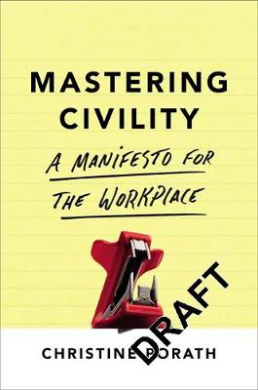 MASTERING
CIVILITY
A MANIFESTO FOR
THE WORKPLACE
DRAFT
CHRISTINE PORATH